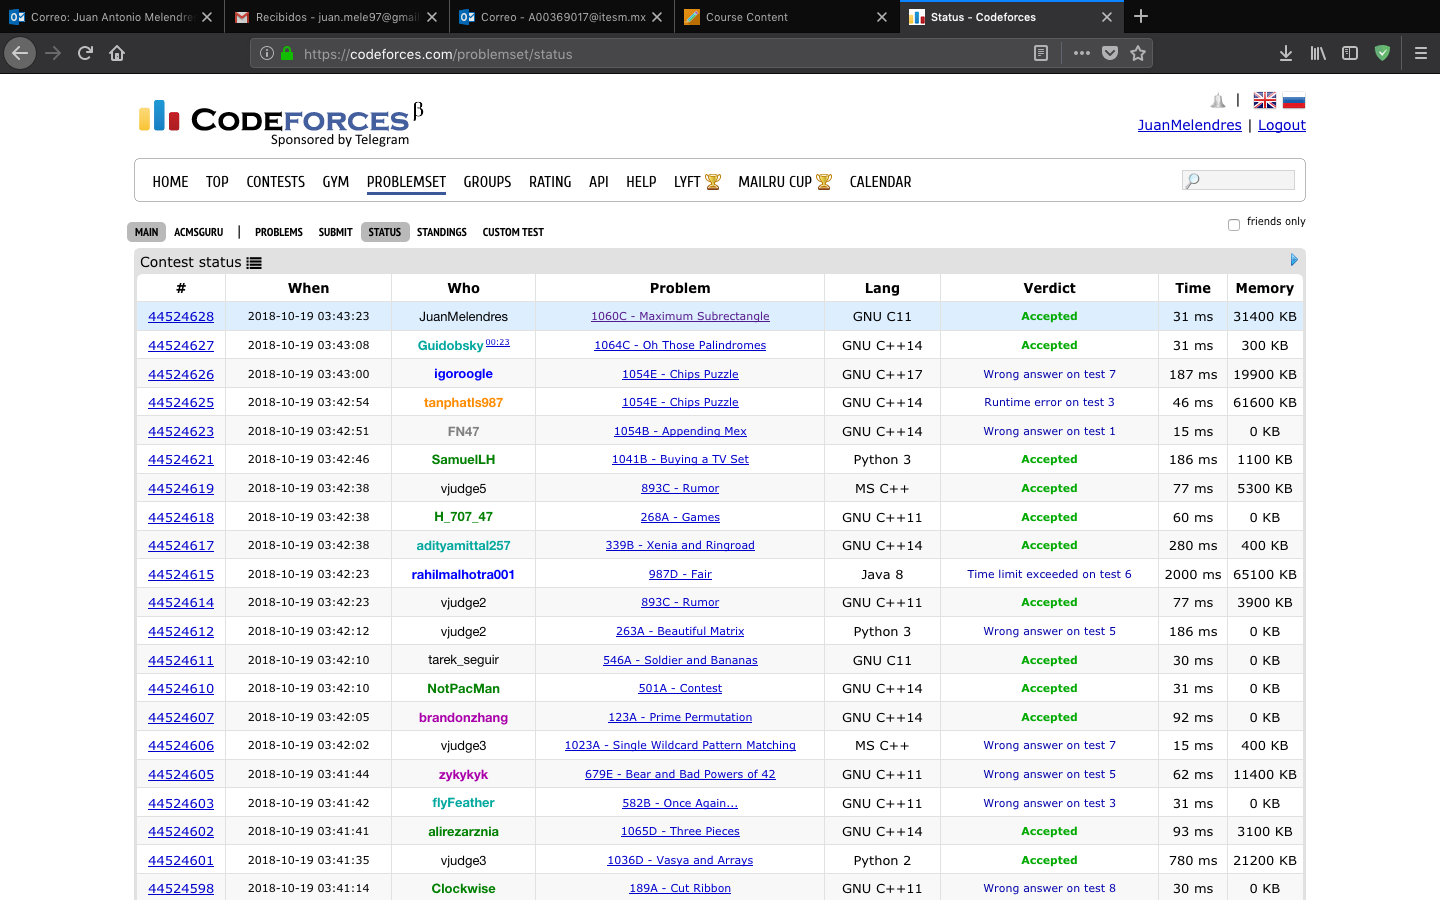 Correo: Juan Antonio Melendre
Recibidos - juan.mele97@gmail
Correo - A00369017@itesm.mx
Course Content
Status - Codeforces
https://codeforces.com/problemset/status
CODEFORCES β
Sponsored by Telegram
JuanMelendres | Logout
HOME TOP CONTESTS GYM PROBLEMSET GROUPS RATING API HELP LYFT MAILRU CUP CALENDAR
MAIN ACMSGURU | PROBLEMS SUBMIT STATUS STANDINGS CUSTOM TEST
friends only
Contest status
# When Who Problem Lang Verdict Time Memory
44524628 2018-10-19 03:43:23 JuanMelendres 1060C - Maximum Subrectangle GNU C11 Accepted 31 ms 31400 KB
44524627 2018-10-19 03:43:08 Guidobsky 00:23 1064C - Oh Those Palindromes GNU C++14 Accepted 31 ms 300 KB
44524626 2018-10-19 03:43:00 igoroogle 1054E - Chips Puzzle GNU C++17 Wrong answer on test 7 187 ms 19900 KB
44524625 2018-10-19 03:42:54 tanphatls987 1054E - Chips Puzzle GNU C++14 Runtime error on test 3 46 ms 61600 KB
44524623 2018-10-19 03:42:51 FN47 1054B - Appending Mex GNU C++14 Wrong answer on test 1 15 ms 0 KB
44524621 2018-10-19 03:42:46 SamuelLH 1041B - Buying a TV Set Python 3 Accepted 186 ms 1100 KB
44524619 2018-10-19 03:42:38 vjudge5 893C - Rumor MS C++ Accepted 77 ms 5300 KB
44524618 2018-10-19 03:42:38 H_707_47 268A - Games GNU C++11 Accepted 60 ms 0 KB
44524617 2018-10-19 03:42:38 adityamittal257 339B - Xenia and Ringroad GNU C++14 Accepted 280 ms 400 KB
44524615 2018-10-19 03:42:23 rahilmalhotra001 987D - Fair Java 8 Time limit exceeded on test 6 2000 ms 65100 KB
44524614 2018-10-19 03:42:23 vjudge2 893C - Rumor GNU C++11 Accepted 77 ms 3900 KB
44524612 2018-10-19 03:42:12 vjudge2 263A - Beautiful Matrix Python 3 Wrong answer on test 5 186 ms 0 KB
44524611 2018-10-19 03:42:10 tarek_seguir 546A - Soldier and Bananas GNU C11 Accepted 30 ms 0 KB
44524610 2018-10-19 03:42:10 NotPacMan 501A - Contest GNU C++14 Accepted 31 ms 0 KB
44524607 2018-10-19 03:42:05 brandonzhang 123A - Prime Permutation GNU C++14 Accepted 92 ms 0 KB
44524606 2018-10-19 03:42:02 vjudge3 1023A - Single Wildcard Pattern Matching MS C++ Wrong answer on test 7 15 ms 400 KB
44524605 2018-10-19 03:41:44 zykykyk 679E - Bear and Bad Powers of 42 GNU C++11 Wrong answer on test 5 62 ms 11400 KB
44524603 2018-10-19 03:41:42 flyFeather 582B - Once Again... GNU C++11 Wrong answer on test 3 31 ms 0 KB
44524602 2018-10-19 03:41:41 alirezarznia 1065D - Three Pieces GNU C++14 Accepted 93 ms 3100 KB
44524601 2018-10-19 03:41:35 vjudge3 1036D - Vasya and Arrays Python 2 Accepted 780 ms 21200 KB
44524598 2018-10-19 03:41:14 Clockwise 189A - Cut Ribbon GNU C++11 Wrong answer on test 8 30 ms 0 KB